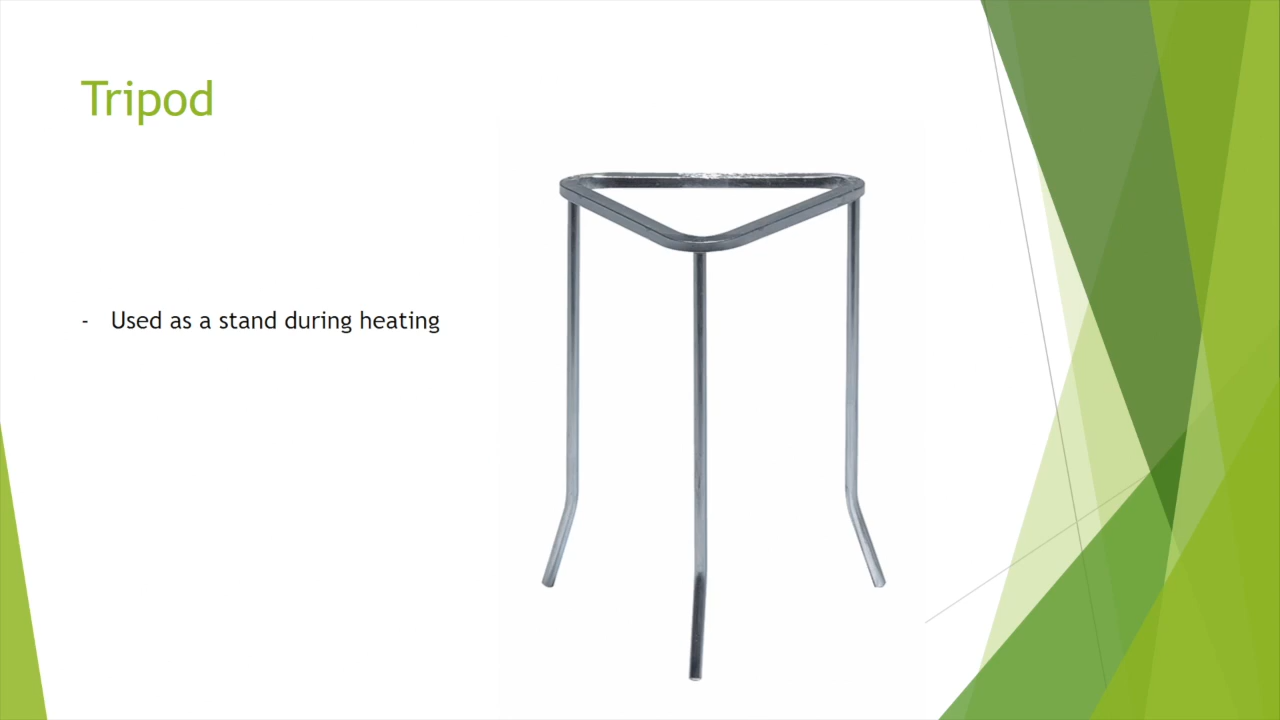 Tripod
- Used as a stand during heating